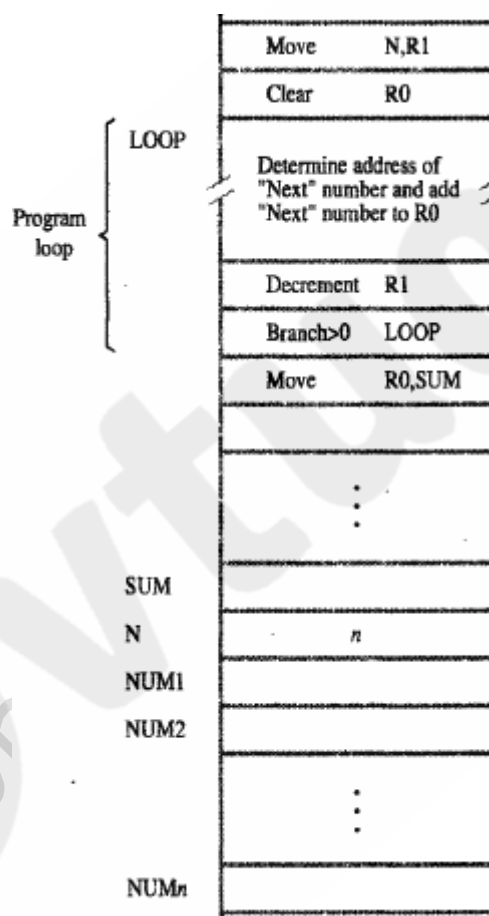 Move N,R1
Clear R0
LOOP
Determine address of
"Next" number and add
"Next" number to R0
Program
loop
Decrement R1
Branch>0 LOOP
Move R0,SUM
SUM
N n
NUM1
NUM2
NUMn
vtuc